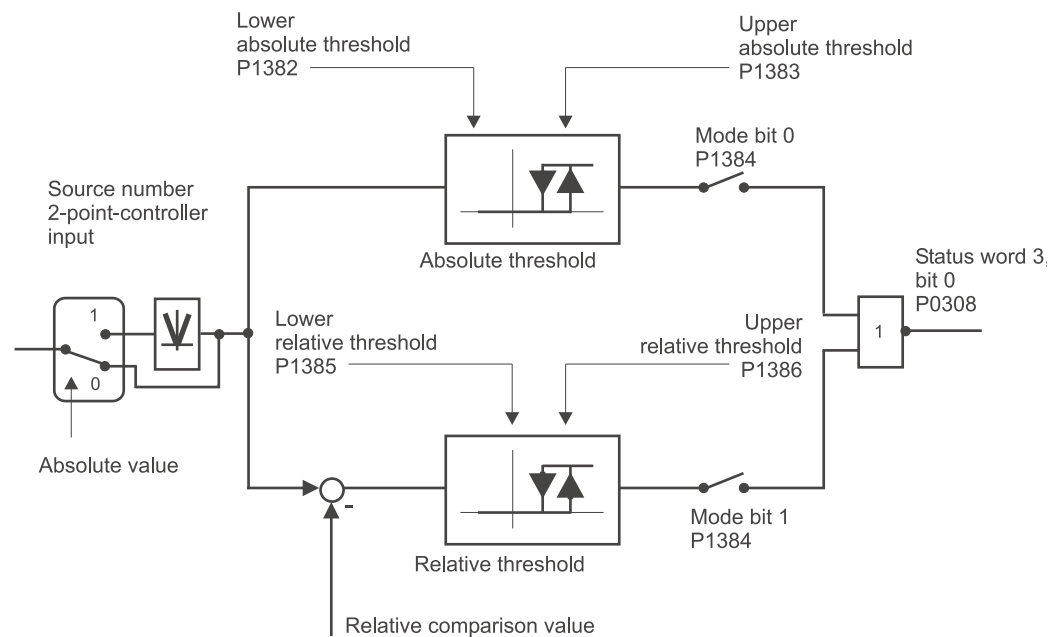 Lower
absolute threshold
P1382
Upper
absolute threshold
P1383
Mode bit 0
P1384
Source number
2-point-controller
input
Absolute threshold
Status word 3,
bit 0
P0308
1
0
Lower
relative threshold
P1385
Upper
relative threshold
P1386
1
Absolute value
-
Mode bit 1
P1384
Relative threshold
Relative comparison value